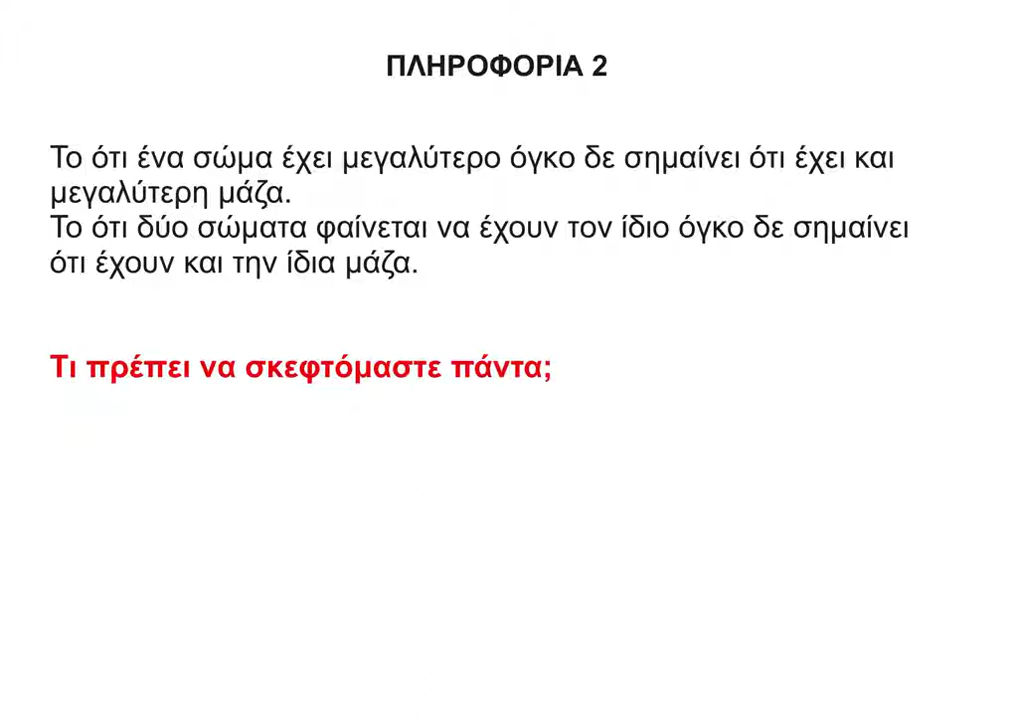 ΠΛΗΡΟΦΟΡΙΑ 2
Το ότι ένα σώμα έχει μεγαλύτερο όγκο δε σημαίνει ότι έχει και
μεγαλύτερη μάζα.
Το ότι δύο σώματα φαίνεται να έχουν τον ίδιο όγκο δε σημαίνει
ότι έχουν και την ίδια μάζα.
Τι πρέπει να σκεφτόμαστε πάντα;